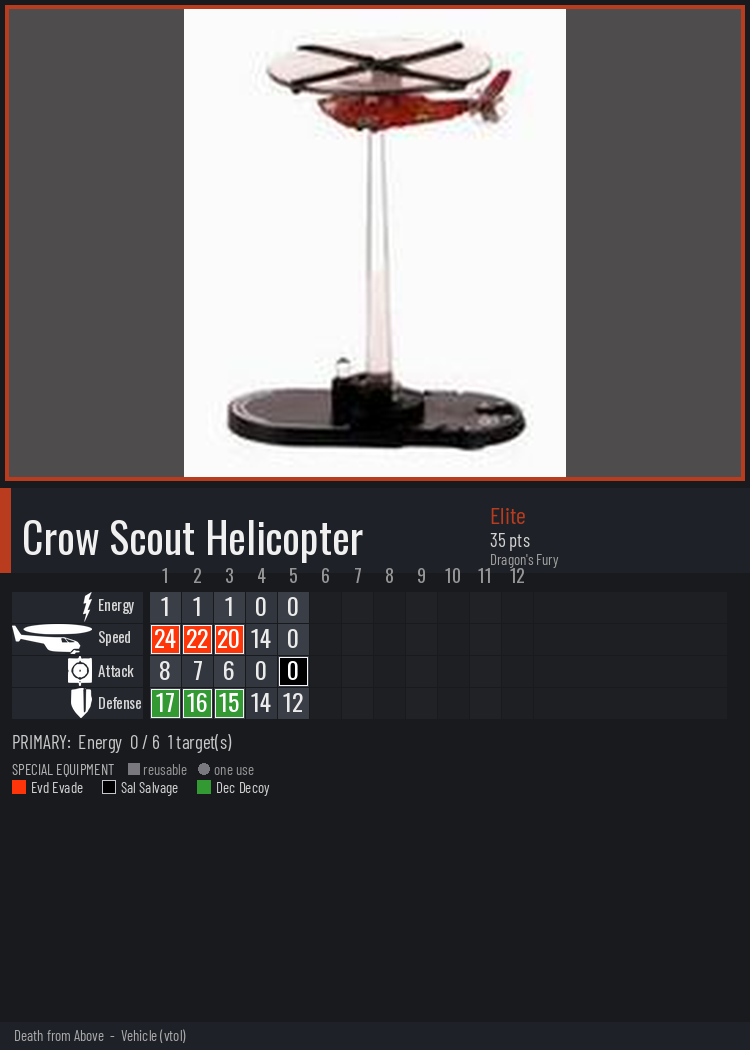 Crow Scout Helicopter
Elite
35 pts
Dragon's Fury
1 2 3 4 5 6 7 8 9 10 11 12
Energy 1 1 1 0 0
Speed 24 22 20 14 0
Attack 8 7 6 0 0
Defense 17 16 15 14 12
PRIMARY: Energy 0 / 6 1 target(s)
SPECIAL EQUIPMENT reusable one use
Evd Evade Sal Salvage Dec Decoy
Death from Above - Vehicle (vtol)